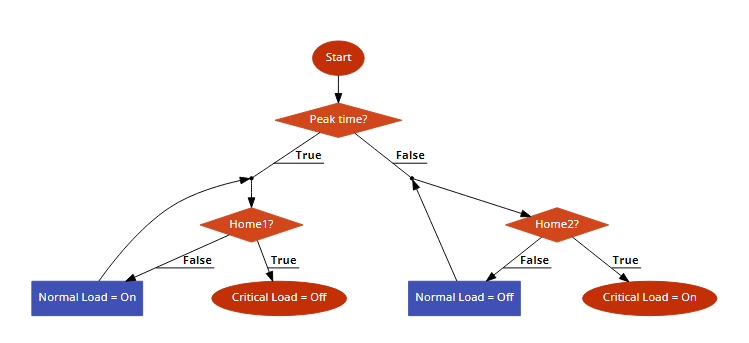 Start
Peak time?
True
False
Home1?
Home2?
False
True
False
True
Normal Load = On
Critical Load = Off
Normal Load = Off
Critical Load = On